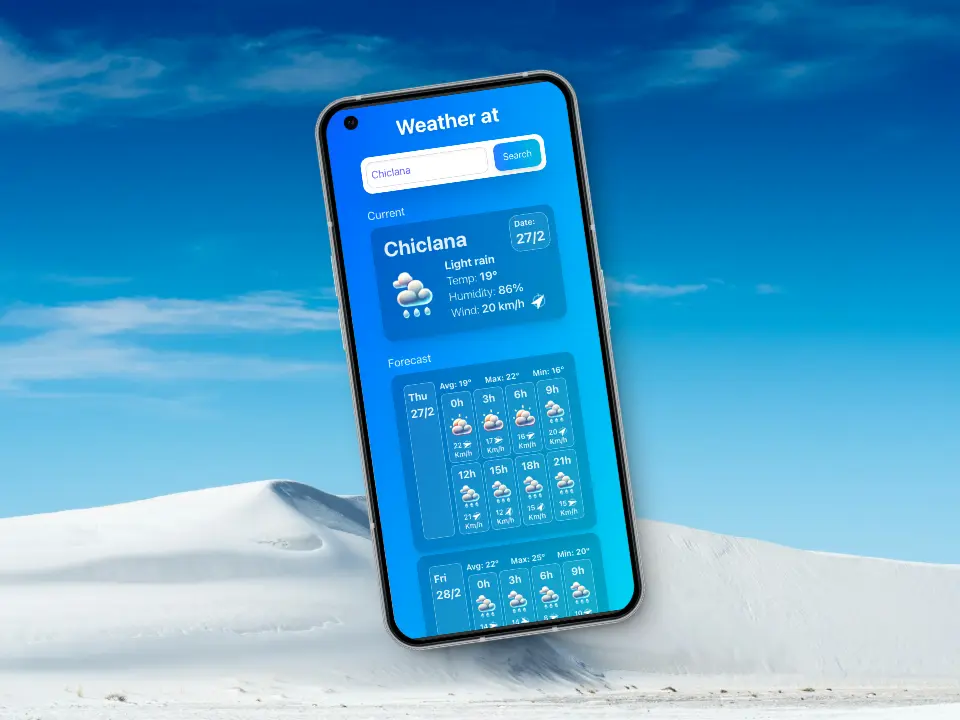 Weather at
Chiclana
Search
Current
Chiclana
Date:
27/2
Light rain
Temp: 19°
Humidity: 86%
Wind: 20 km/h
Forecast
Thu
27/2
Avg: 19° Max: 22° Min: 16°
0h 3h 6h 9h
22 17 16 20
Km/h Km/h Km/h Km/h
12h 15h 18h 21h
21 12 15 15
Km/h Km/h Km/h Km/h
Fri
28/2
Avg: 22° Max: 25° Min: 20°
0h 3h 6h 9h
14 14